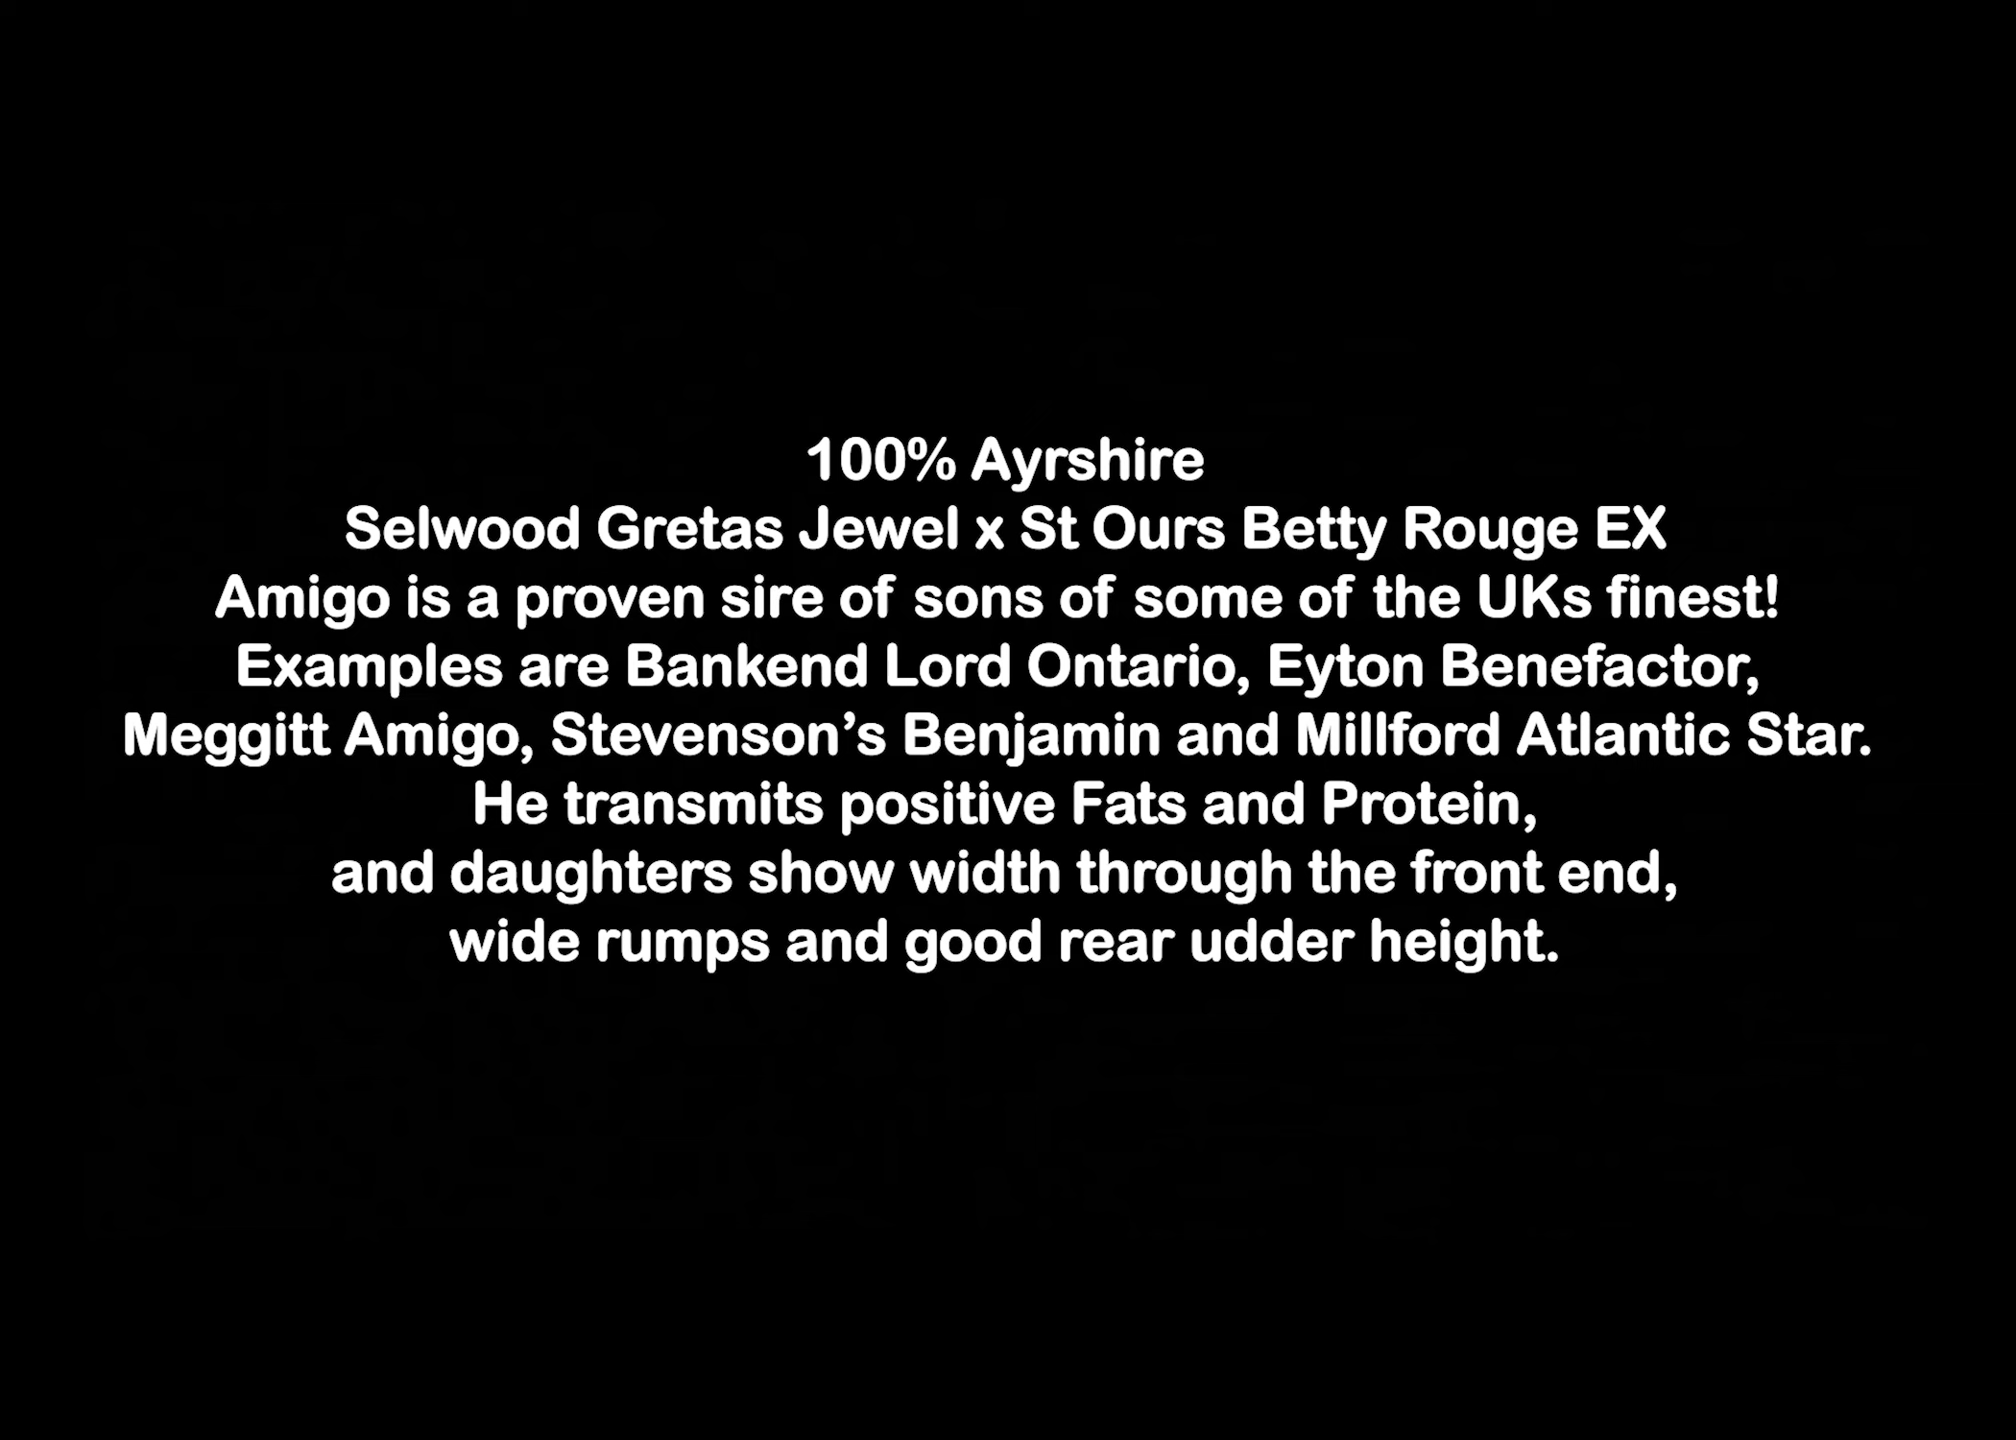 100% Ayrshire
Selwood Gretas Jewel x St Ours Betty Rouge EX
Amigo is a proven sire of sons of some of the UKs finest!
Examples are Bankend Lord Ontario, Eyton Benefactor,
Meggitt Amigo, Stevenson’s Benjamin and Millford Atlantic Star.
He transmits positive Fats and Protein,
and daughters show width through the front end,
wide rumps and good rear udder height.